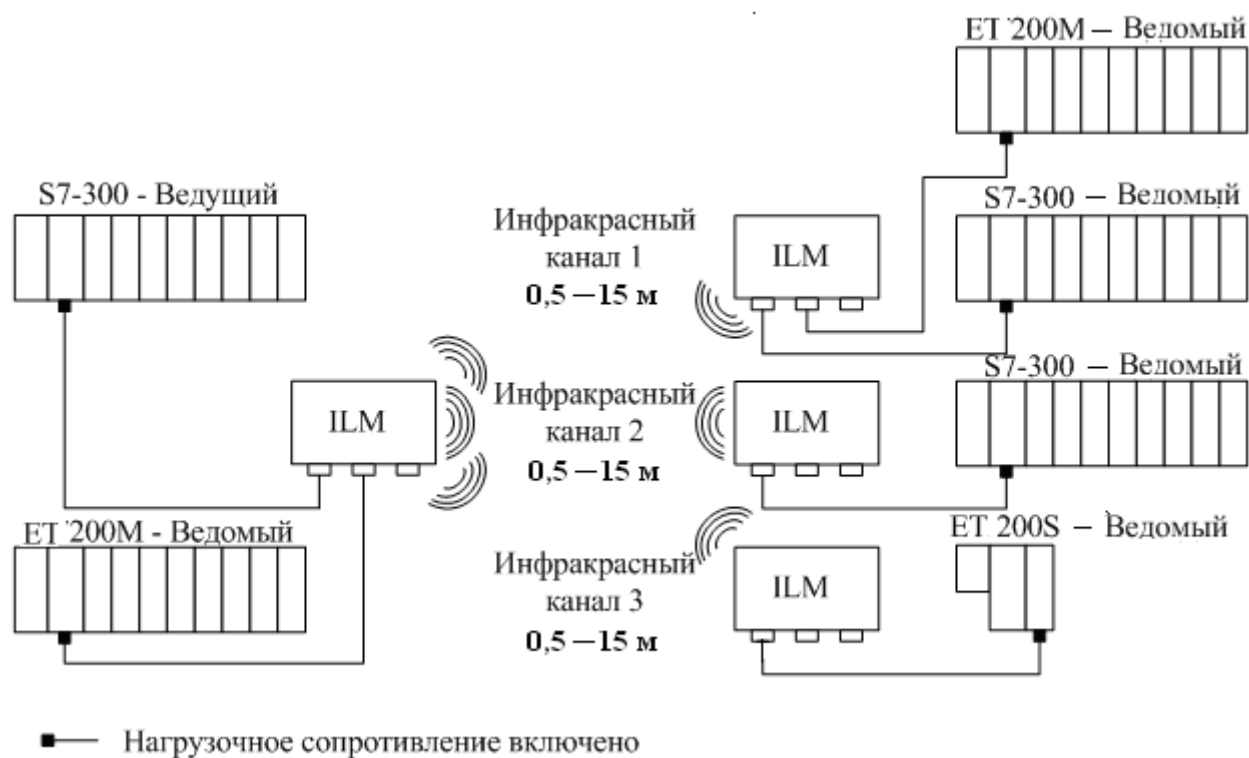 ET 200M — Ведомый
S7-300 - Ведущий
S7-300 — Ведомый
Инфракрасный
канал 1
0,5 —15 м
ILM
S7-300 — Ведомый
ILM
Инфракрасный
канал 2
0,5 —15 м
ILM
ET 200M - Ведомый
ET 200S — Ведомый
Инфракрасный
канал 3
0,5 —15 м
ILM
Нагрузочное сопротивление включено